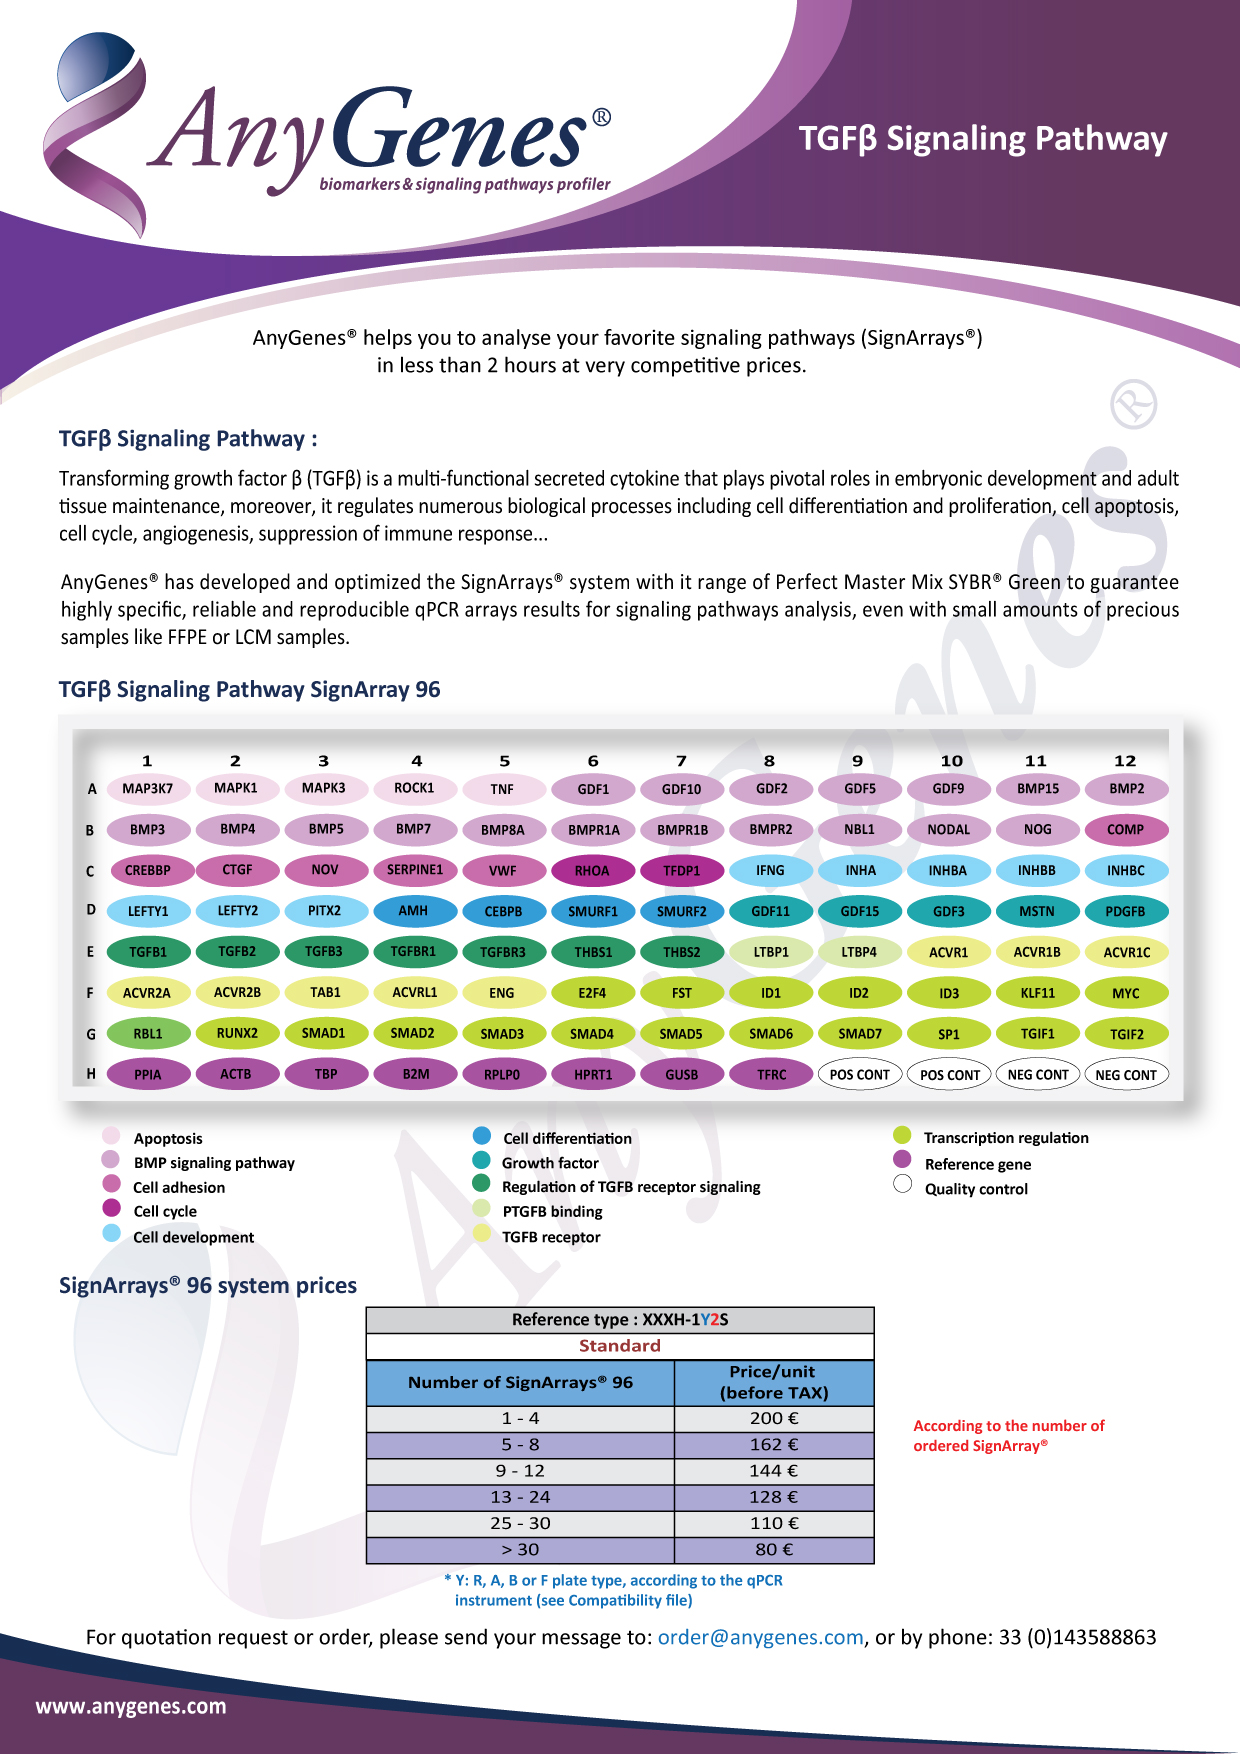 AnyGenes®
biomarkers & signaling pathways profiler
TGFβ Signaling Pathway
AnyGenes® helps you to analyse your favorite signaling pathways (SignArrays®)
in less than 2 hours at very competitive prices.
TGFβ Signaling Pathway :
Transforming growth factor β (TGFβ) is a multi-functional secreted cytokine that plays pivotal roles in embryonic development and adult
tissue maintenance, moreover, it regulates numerous biological processes including cell differentiation and proliferation, cell apoptosis,
cell cycle, angiogenesis, suppression of immune response...
AnyGenes® has developed and optimized the SignArrays® system with it range of Perfect Master Mix SYBR® Green to guarantee
highly specific, reliable and reproducible qPCR arrays results for signaling pathways analysis, even with small amounts of precious
samples like FFPE or LCM samples.
TGFβ Signaling Pathway SignArray 96
1 2 3 4 5 6 7 8 9 10 11 12
A MAP3K7 MAPK1 MAPK3 ROCK1 TNF GDF1 GDF10 GDF2 GDF5 GDF9 BMP15 BMP2
B BMP3 BMP4 BMP5 BMP7 BMP8A BMPR1A BMPR1B BMPR2 NBL1 NODAL NOG COMP
C CREBBP CTGF NOV SERPINE1 VWF RHOA TFDP1 IFNG INHA INHBA INHBB INHBC
D LEFTY1 LEFTY2 PITX2 AMH CEBPB SMURF1 SMURF2 GDF11 GDF15 GDF3 MSTN PDGFB
E TGFB1 TGFB2 TGFB3 TGFBR1 TGFBR3 THBS1 THBS2 LTBP1 LTBP4 ACVR1 ACVR1B ACVR1C
F ACVR2A ACVR2B TAB1 ACVRL1 ENG E2F4 FST ID1 ID2 ID3 KLF11 MYC
G RBL1 RUNX2 SMAD1 SMAD2 SMAD3 SMAD4 SMAD5 SMAD6 SMAD7 SP1 TGIF1 TGIF2
H PPIA ACTB TBP B2M RPLP0 HPRT1 GUSB TFRC POS CONT POS CONT NEG CONT NEG CONT
Apoptosis
BMP signaling pathway
Cell adhesion
Cell cycle
Cell development
Cell differentiation
Growth factor
Regulation of TGFB receptor signaling
PTGFB binding
TGFB receptor
Transcription regulation
Reference gene
Quality control
SignArrays® 96 system prices
Reference type : XXXH-1Y2S
Standard
Number of SignArrays® 96 Price/unit
(before TAX)
1 - 4 200 €
5 - 8 162 €
9 - 12 144 €
13 - 24 128 €
25 - 30 110 €
> 30 80 €
According to the number of
ordered SignArray®
* Y: R, A, B or F plate type, according to the qPCR
instrument (see Compatibility file)
For quotation request or order, please send your message to: order@anygenes.com, or by phone: 33 (0)143588863
www.anygenes.com
AnyGenes®